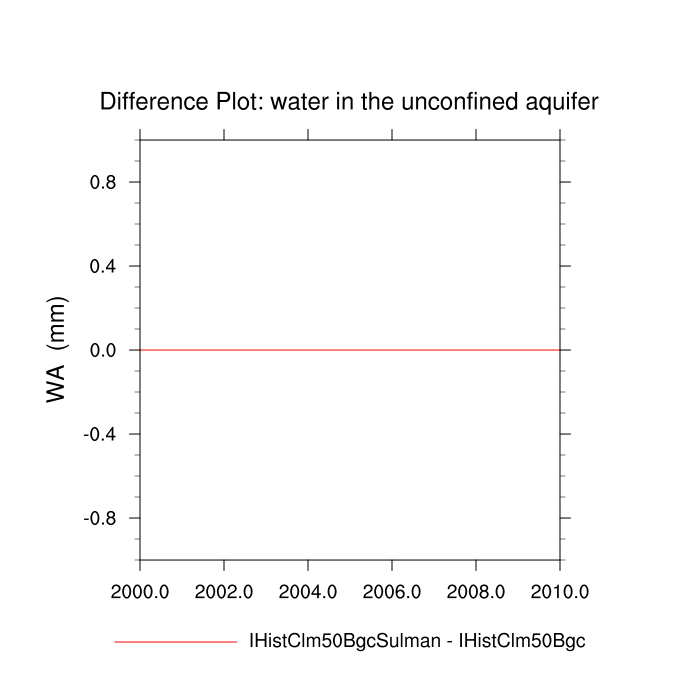 Difference Plot: water in the unconfined aquifer
0.8
0.4
WA (mm)
0.0
-0.4
-0.8
2000.0 2002.0 2004.0 2006.0 2008.0 2010.0
IHistClm50BgcSulman - IHistClm50Bgc